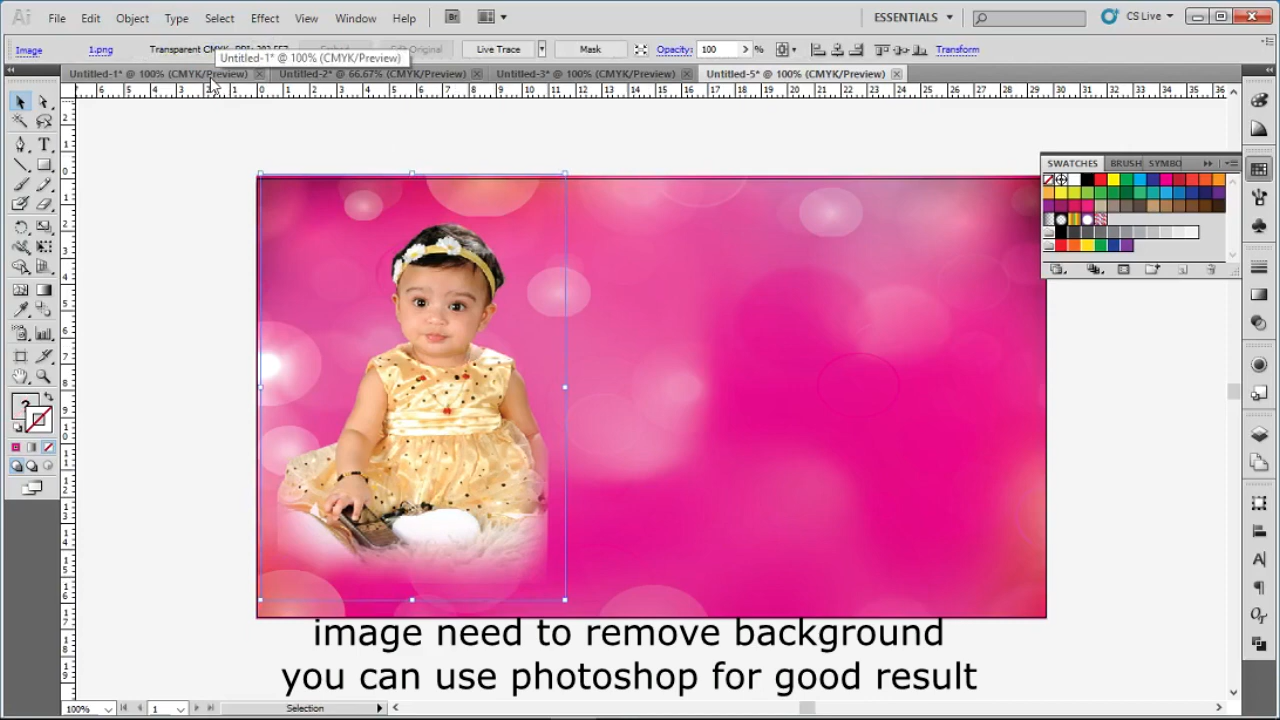 Ai File Edit Object Type Select Effect View Window Help Br ESSENTIALS CS Live
Image 1.png Transparent CMYK Live Trace Mask Opacity: 100 % Transform
Untitled-1* @ 100% (CMYK/Preview)
Untitled-1* @ 100% (CMYK/Preview) Untitled-2* @ 66.67% (CMYK/Preview) Untitled-3* @ 100% (CMYK/Preview) Untitled-5* @ 100% (CMYK/Preview)
SWATCHES BRUSH SYMBO
image need to remove background
you can use photoshop for good result
100% 1 Selection